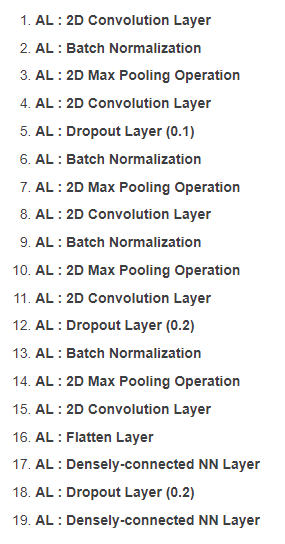 1. AL : 2D Convolution Layer
2. AL : Batch Normalization
3. AL : 2D Max Pooling Operation
4. AL : 2D Convolution Layer
5. AL : Dropout Layer (0.1)
6. AL : Batch Normalization
7. AL : 2D Max Pooling Operation
8. AL : 2D Convolution Layer
9. AL : Batch Normalization
10. AL : 2D Max Pooling Operation
11. AL : 2D Convolution Layer
12. AL : Dropout Layer (0.2)
13. AL : Batch Normalization
14. AL : 2D Max Pooling Operation
15. AL : 2D Convolution Layer
16. AL : Flatten Layer
17. AL : Densely-connected NN Layer
18. AL : Dropout Layer (0.2)
19. AL : Densely-connected NN Layer